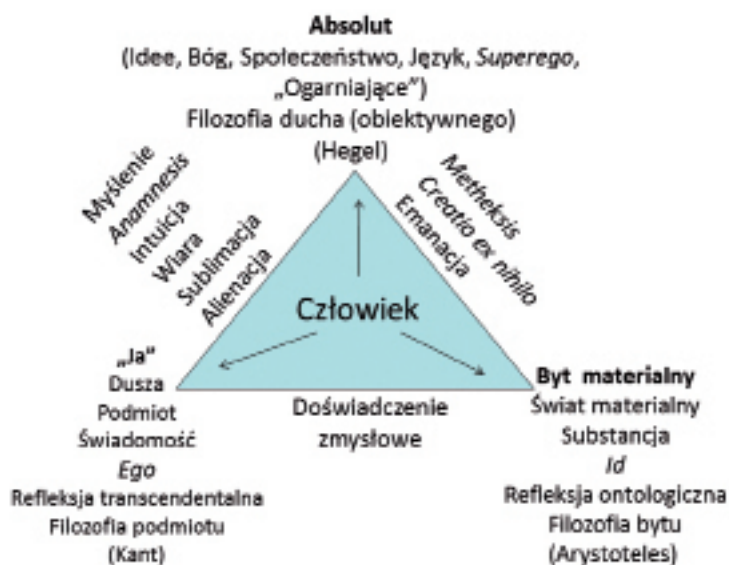 Absolut
(Idee, Bóg, Społeczeństwo, Język, Superego,
„Ogarniające”)
Filozofia ducha (obiektywnego)
(Hegel)
Myślenie
Anamnesis
Intuicja
Wiara
Sublimacja
Alienacja
Metheksis
Creatio ex nihilo
Emanacja
Człowiek
„Ja”
Dusza
Podmiot
Świadomość
Ego
Refleksja transcendentalna
Filozofia podmiotu
(Kant)
Doświadczenie
zmysłowe
Byt materialny
Świat materialny
Substancja
Id
Refleksja ontologiczna
Filozofia bytu
(Arystoteles)